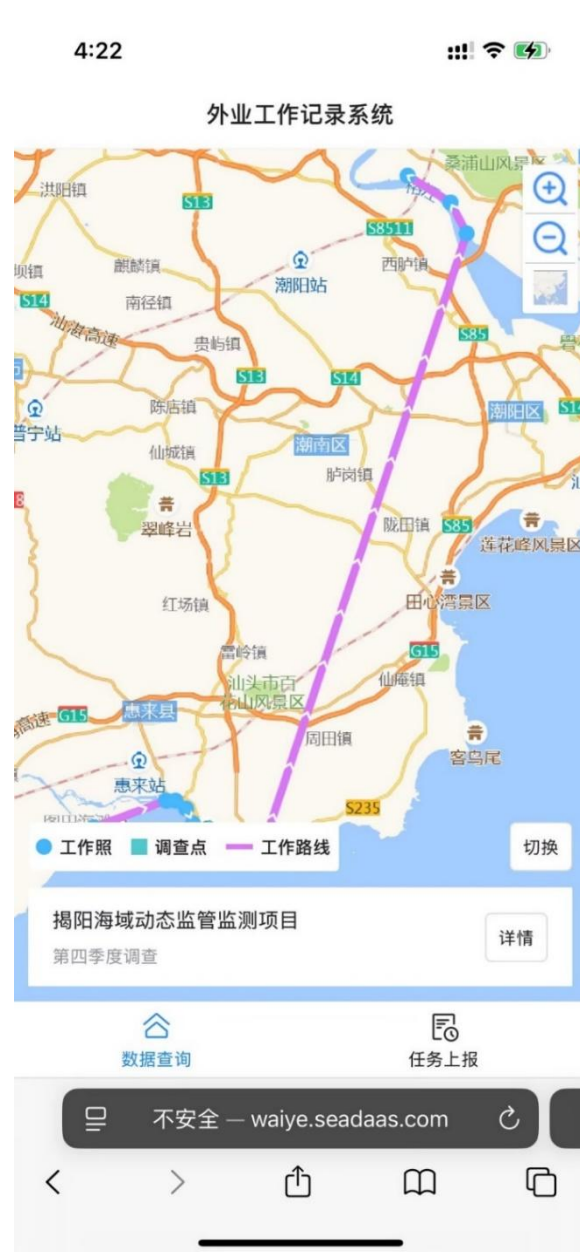 4:22
外业工作记录系统
洪阳镇
S13
桑浦山风景区
榕江
S8511
麒麟镇
潮阳站
西胪镇
S14
南径镇
汕湛高速
贵屿镇
S85
S13
S14
陈店镇
潮阳区
S14
普宁站
仙城镇
潮南区
S13
胪岗镇
翠峰岩
陇田镇
S85
莲花峰风景区
田心湾景区
红场镇
雷岭镇
G15
汕头市百
花山风景区
仙庵镇
高速
G15
惠来县
周田镇
客鸟尾
惠来站
S235
工作照
调查点
工作路线
切换
揭阳海域动态监管监测项目
第四季度调查
详情
数据查询
任务上报
不安全 — waiye.seadaas.com